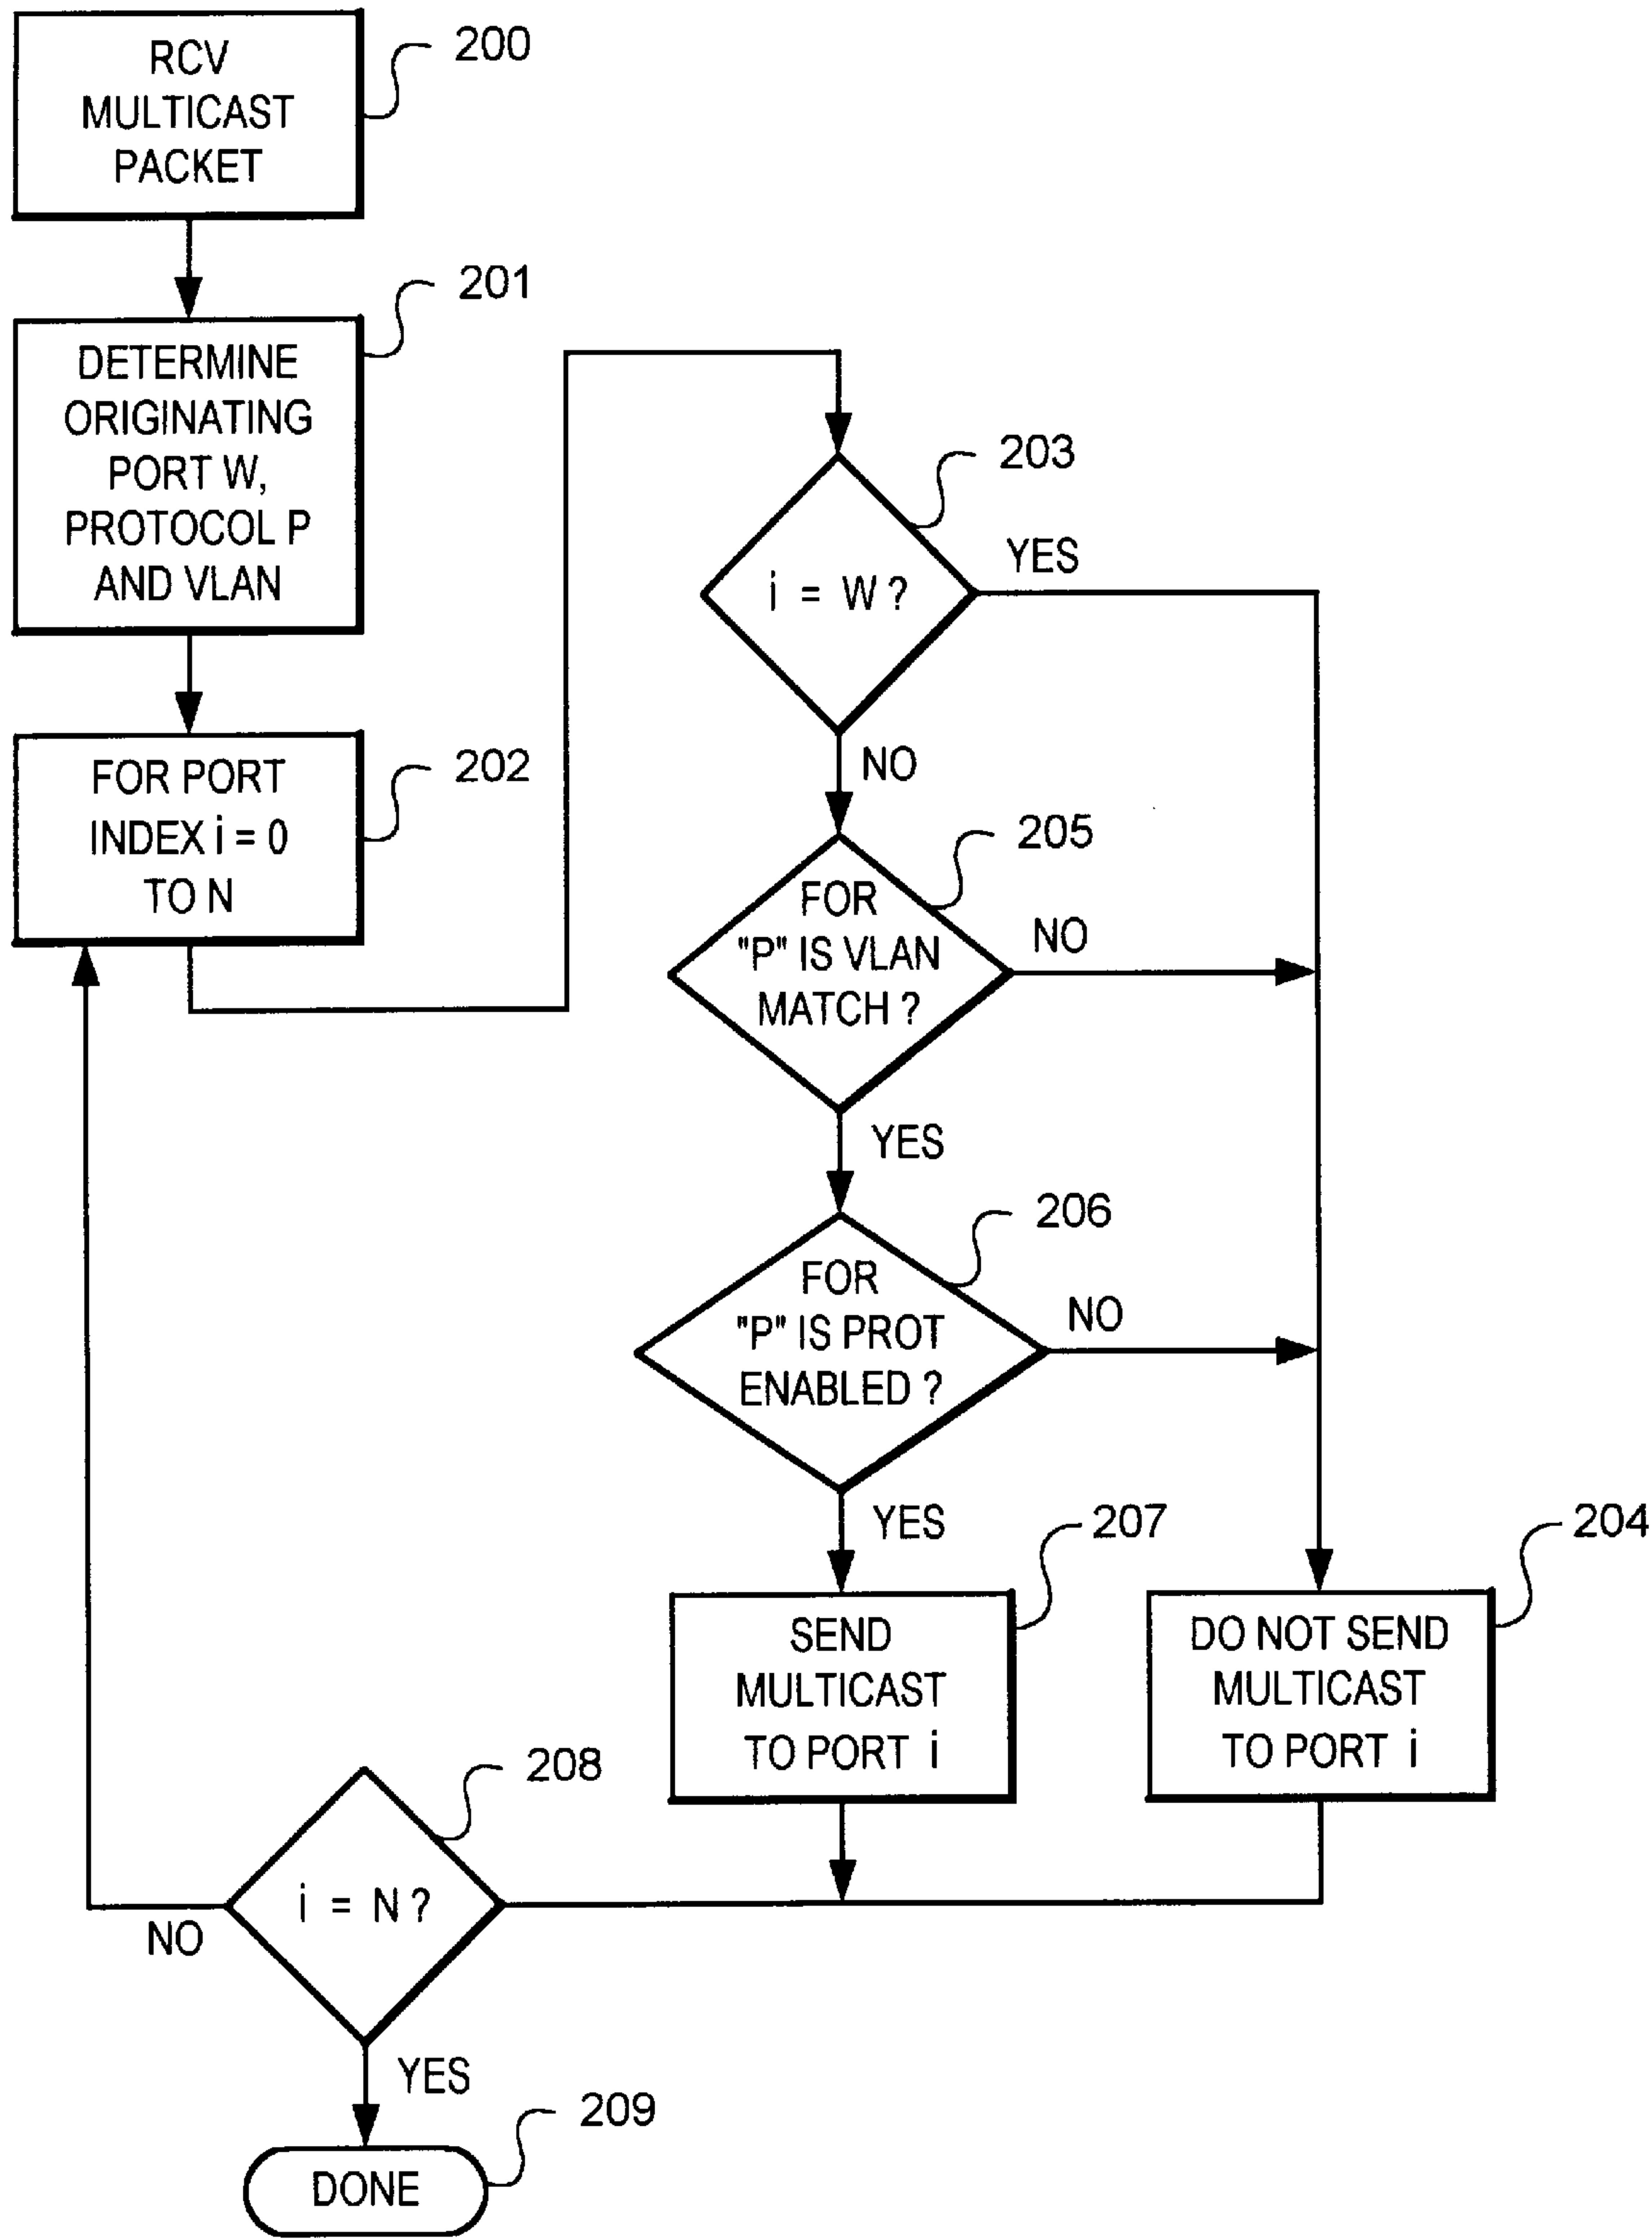 RCV
MULTICAST
PACKET
200
DETERMINE
ORIGINATING
PORT W,
PROTOCOL P
AND VLAN
201
FOR PORT
INDEX i = 0
TO N
202
i = W ?
203
YES
NO
FOR
"P" IS VLAN
MATCH ?
205
NO
YES
FOR
"P" IS PROT
ENABLED ?
206
NO
YES
SEND
MULTICAST
TO PORT i
207
DO NOT SEND
MULTICAST
TO PORT i
204
i = N ?
208
NO
YES
DONE
209